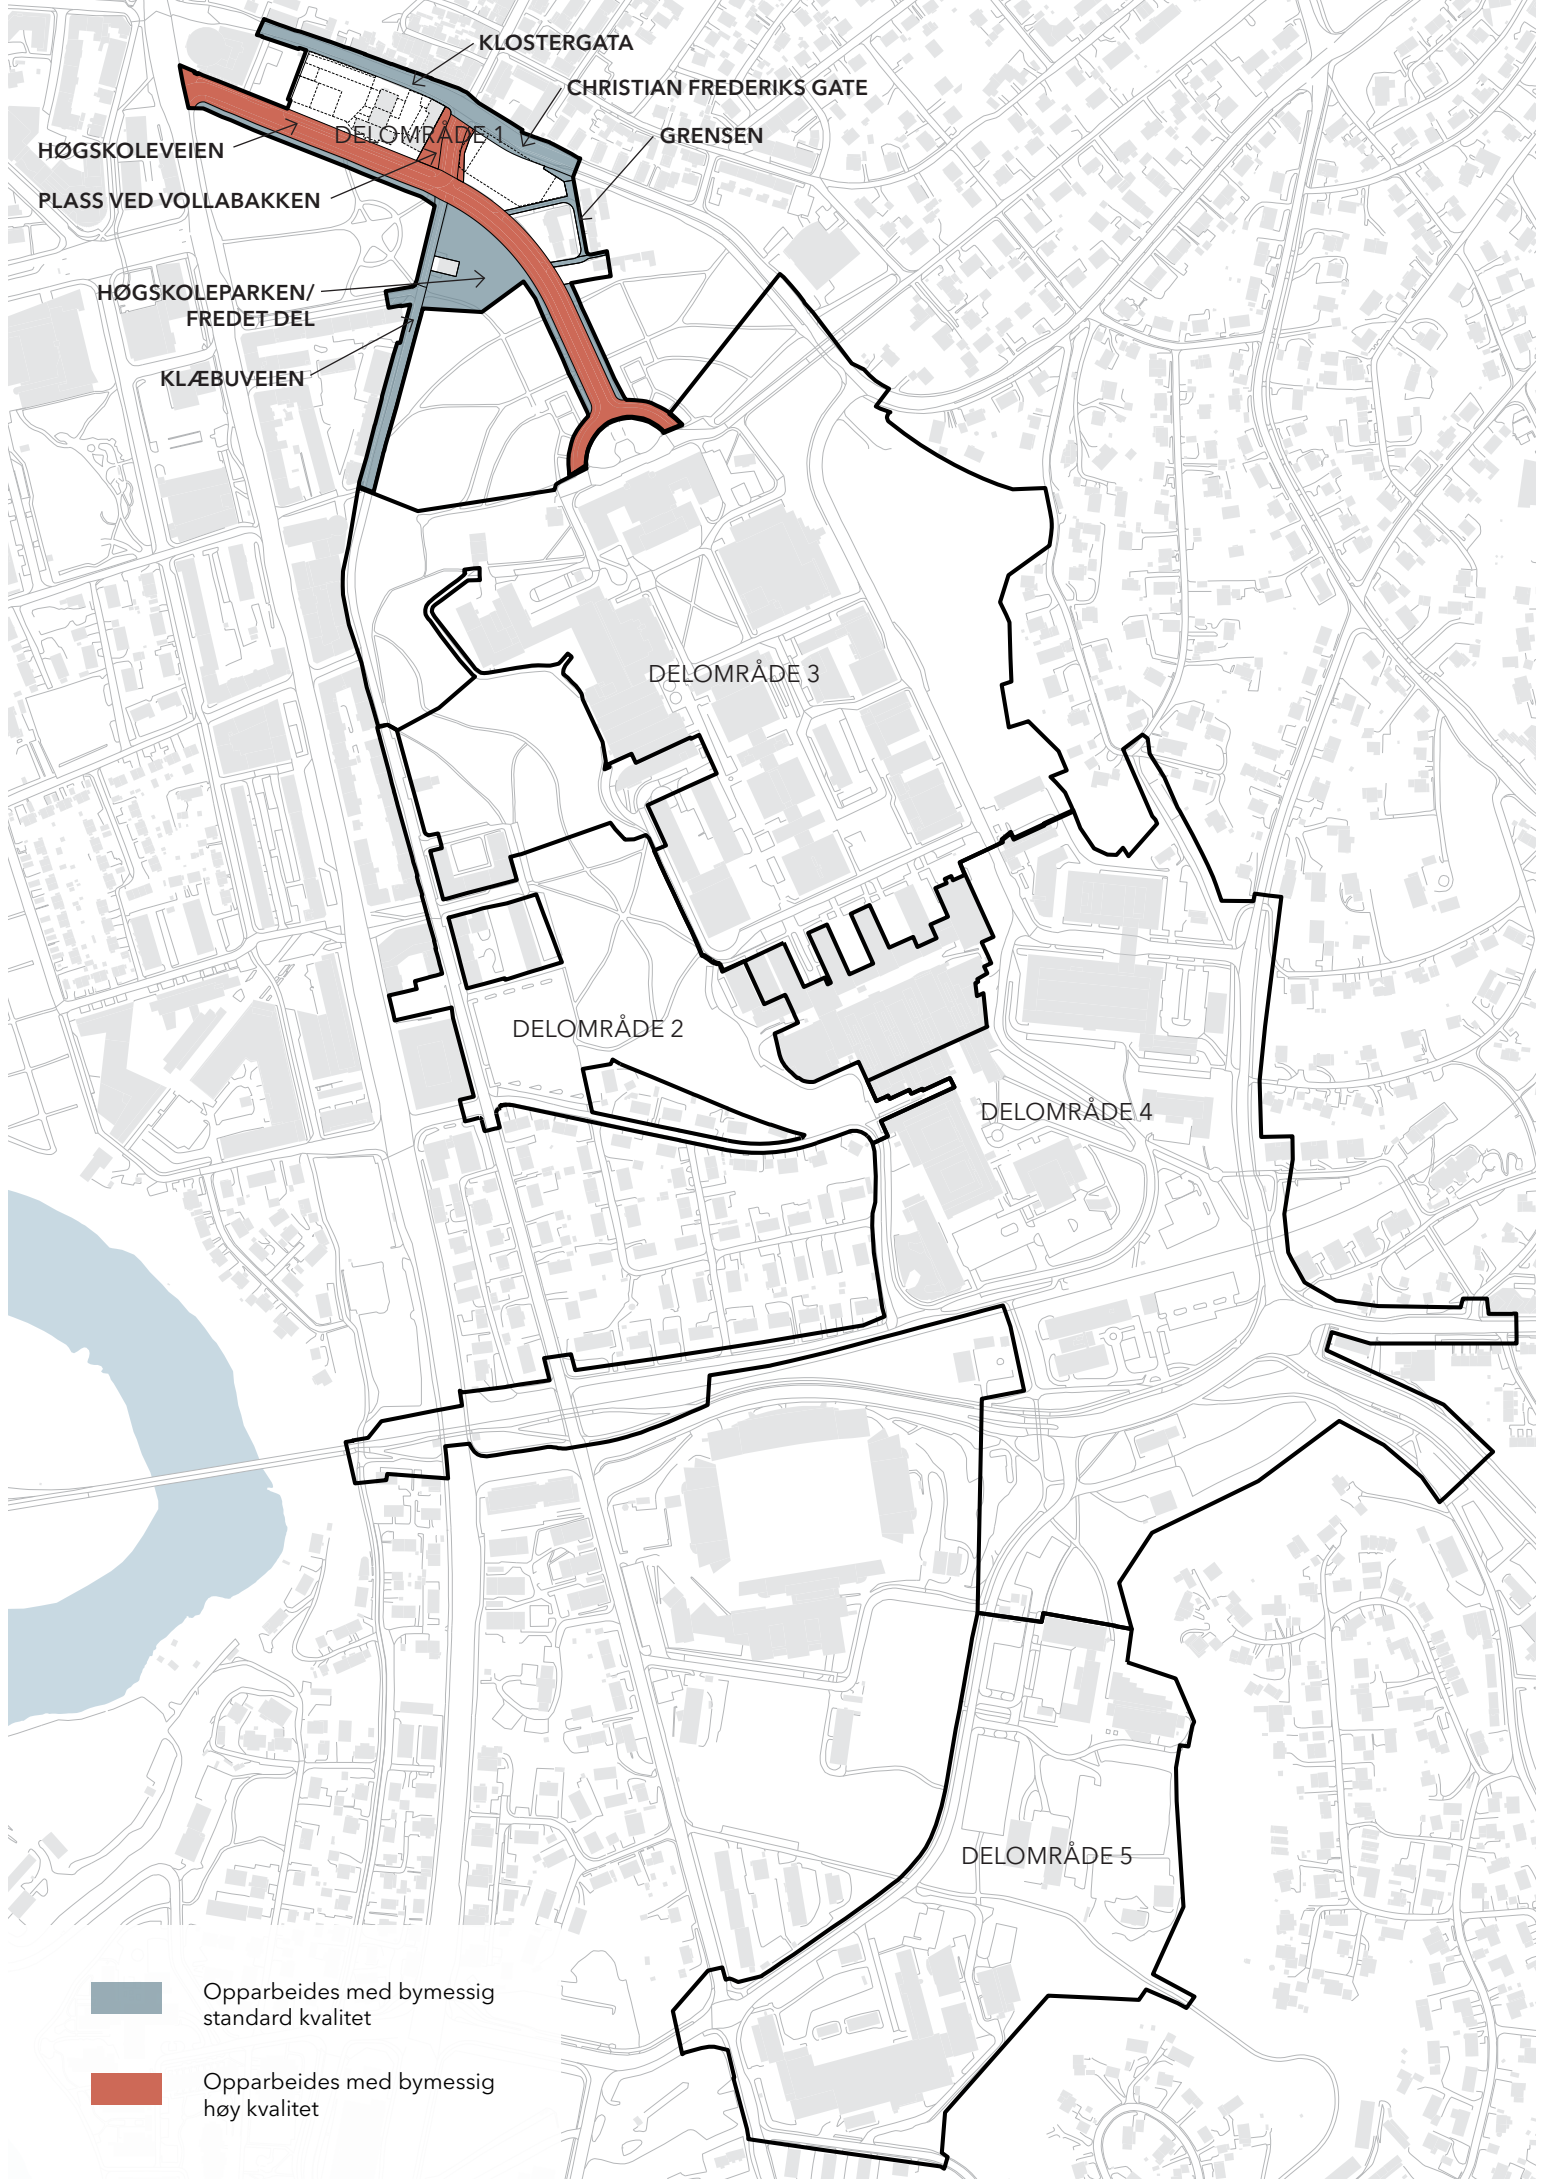 KLOSTERGATA
CHRISTIAN FREDERIKS GATE
GRENSEN
DELOMRÅDE 1
HØGSKOLEVEIEN
PLASS VED VOLLABAKKEN
HØGSKOLEPARKEN/
FREDET DEL
KLÆBUVEIEN
DELOMRÅDE 3
DELOMRÅDE 2
DELOMRÅDE 4
DELOMRÅDE 5
Opparbeides med bymessig
standard kvalitet
Opparbeides med bymessig
høy kvalitet